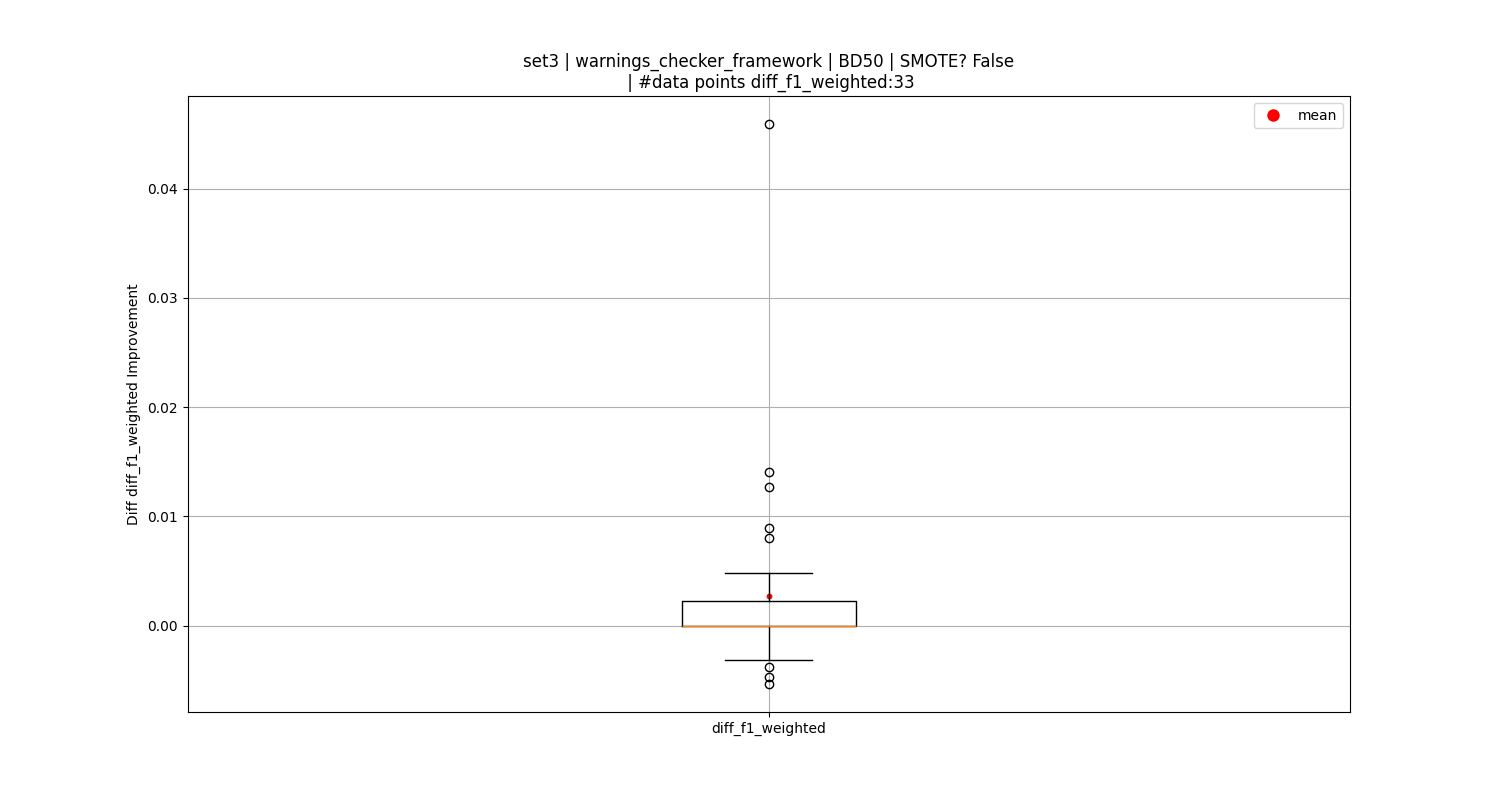 set3 | warnings_checker_framework | BD50 | SMOTE? False
| #data points diff_f1_weighted:33
mean
0.04
0.03
0.02
0.01
0.00
Diff diff_f1_weighted Improvement
diff_f1_weighted